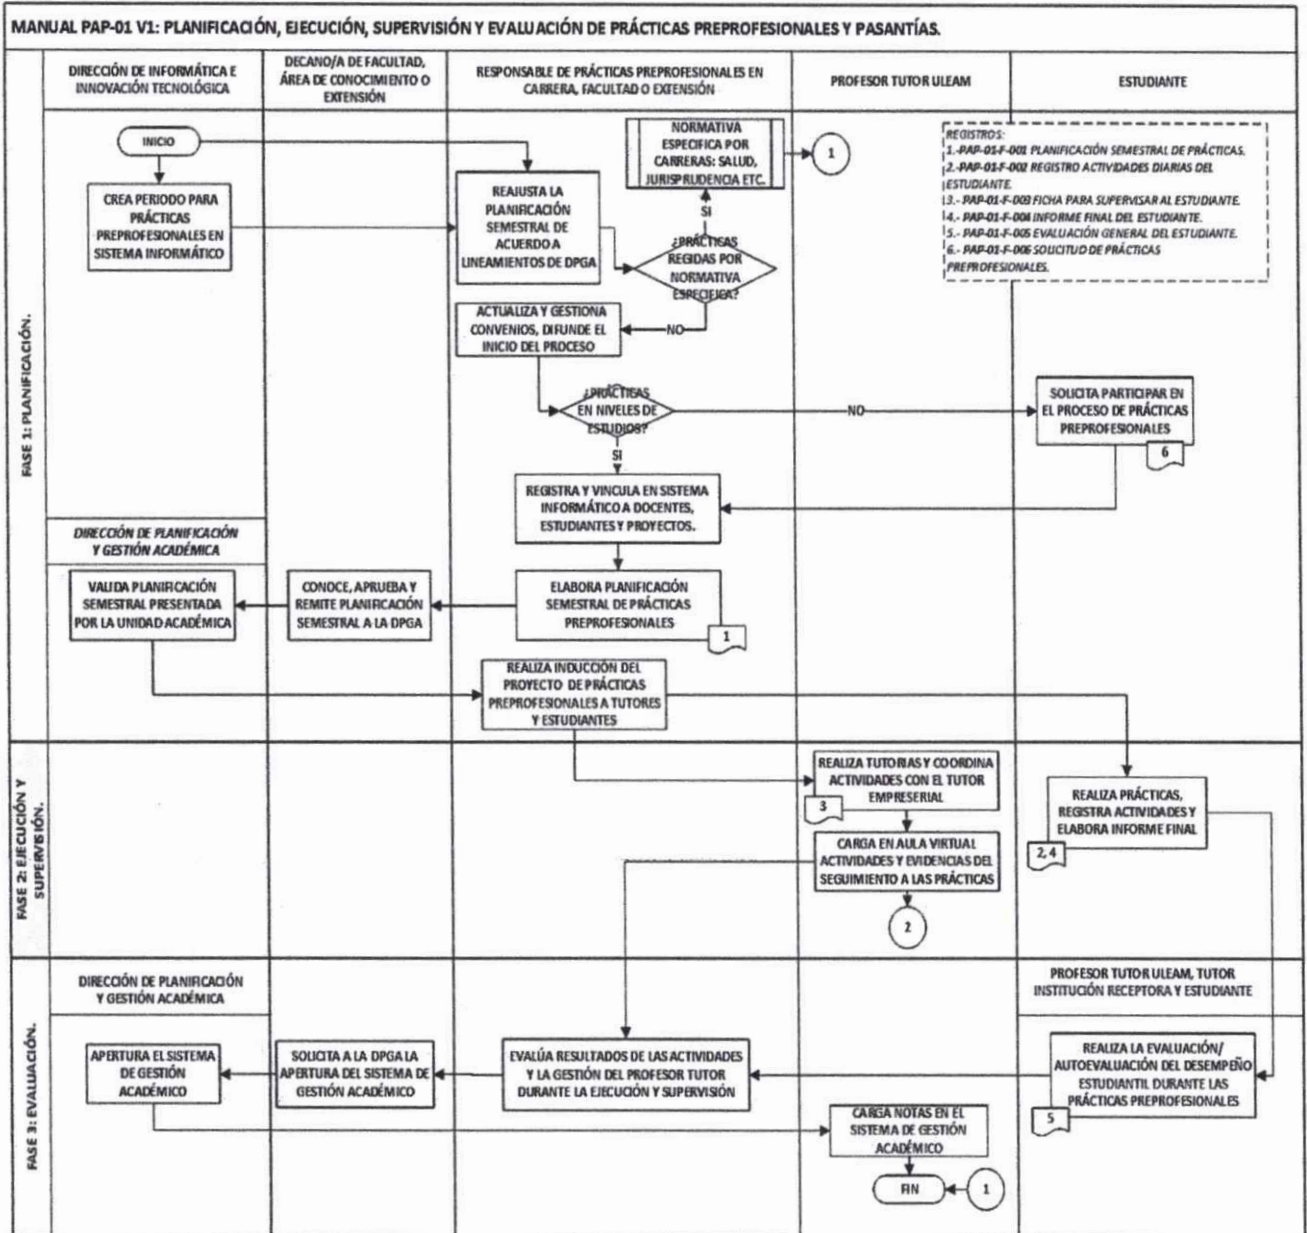 MANUAL PAP-01 V1: PLANIFICACIÓN, EJECUCIÓN, SUPERVISIÓN Y EVALUACIÓN DE PRÁCTICAS PREPROFESIONALES Y PASANTÍAS.
DIRECCIÓN DE INFORMÁTICA E
INNOVACIÓN TECNOLÓGICA
DECANO/A DE FACULTAD,
ÁREA DE CONOCIMIENTO O
EXTENSIÓN
RESPONSABLE DE PRÁCTICAS PREPROFESIONALES EN
CARRERA, FACULTAD O EXTENSIÓN
PROFESOR TUTOR ULEAM
ESTUDIANTE
FASE 1: PLANIFICACIÓN.
INICIO
CREA PERIODO PARA
PRÁCTICAS
PREPROFESIONALES EN
SISTEMA INFORMÁTICO
REAJUSTA LA
PLANIFICACIÓN
SEMESTRAL DE
ACUERDO A
LINEAMIENTOS DE DPGA
NORMATIVA
ESPECIFICA POR
CARRERAS: SALUD,
JURISPRUDENCIA ETC.
1
SI
¿PRÁCTICAS
REGIDAS POR
NORMATIVA
ESPECIFICA?
NO
REGISTROS:
1.-PAP-01-F-001 PLANIFICACIÓN SEMESTRAL DE PRÁCTICAS.
2.-PAP-01-F-002 REGISTRO ACTIVIDADES DIARIAS DEL
ESTUDIANTE.
3.- PAP-01-F-003 FICHA PARA SUPERVISAR AL ESTUDIANTE.
4.- PAP-01-F-004 INFORME FINAL DEL ESTUDIANTE.
5.- PAP-01-F-005 EVALUACIÓN GENERAL DEL ESTUDIANTE.
6.- PAP-01-F-006 SOLICITUD DE PRÁCTICAS
PREPROFESIONALES.
ACTUALIZA Y GESTIONA
CONVENIOS, DIFUNDE EL
INICIO DEL PROCESO
¿PRÁCTICAS
EN NIVELES DE
ESTUDIOS?
NO
SI
SOLICITA PARTICIPAR EN
EL PROCESO DE PRÁCTICAS
PREPROFESIONALES
6
REGISTRA Y VINCULA EN SISTEMA
INFORMÁTICO A DOCENTES,
ESTUDIANTES Y PROYECTOS.
DIRECCIÓN DE PLANIFICACIÓN
Y GESTIÓN ACADÉMICA
VALIDA PLANIFICACIÓN
SEMESTRAL PRESENTADA
POR LA UNIDAD ACADÉMICA
CONOCE, APRUEBA Y
REMITE PLANIFICACIÓN
SEMESTRAL A LA DPGA
ELABORA PLANIFICACIÓN
SEMESTRAL DE PRÁCTICAS
PREPROFESIONALES
1
REALIZA INDUCCIÓN DEL
PROYECTO DE PRÁCTICAS
PREPROFESIONALES A TUTORES
Y ESTUDIANTES
FASE 2: EJECUCIÓN Y
SUPERVISIÓN.
REALIZA TUTORIAS Y COORDINA
ACTIVIDADES CON EL TUTOR
EMPRESERIAL
3
REALIZA PRÁCTICAS,
REGISTRA ACTIVIDADES Y
ELABORA INFORME FINAL
2, 4
CARGA EN AULA VIRTUAL
ACTIVIDADES Y EVIDENCIAS DEL
SEGUIMIENTO A LAS PRÁCTICAS
2
FASE 3: EVALUACIÓN.
DIRECCIÓN DE PLANIFICACIÓN
Y GESTIÓN ACADÉMICA
PROFESOR TUTOR ULEAM, TUTOR
INSTITUCIÓN RECEPTORA Y ESTUDIANTE
APERTURA EL SISTEMA
DE GESTIÓN
ACADÉMICO
SOLICITA A LA DPGA LA
APERTURA DEL SISTEMA DE
GESTIÓN ACADÉMICO
EVALÚA RESULTADOS DE LAS ACTIVIDADES
Y LA GESTIÓN DEL PROFESOR TUTOR
DURANTE LA EJECUCIÓN Y SUPERVISIÓN
REALIZA LA EVALUACIÓN/
AUTOEVALUACIÓN DEL DESEMPEÑO
ESTUDIANTIL DURANTE LAS
PRÁCTICAS PREPROFESIONALES
5
CARGA NOTAS EN EL
SISTEMA DE GESTIÓN
ACADÉMICO
FIN
1